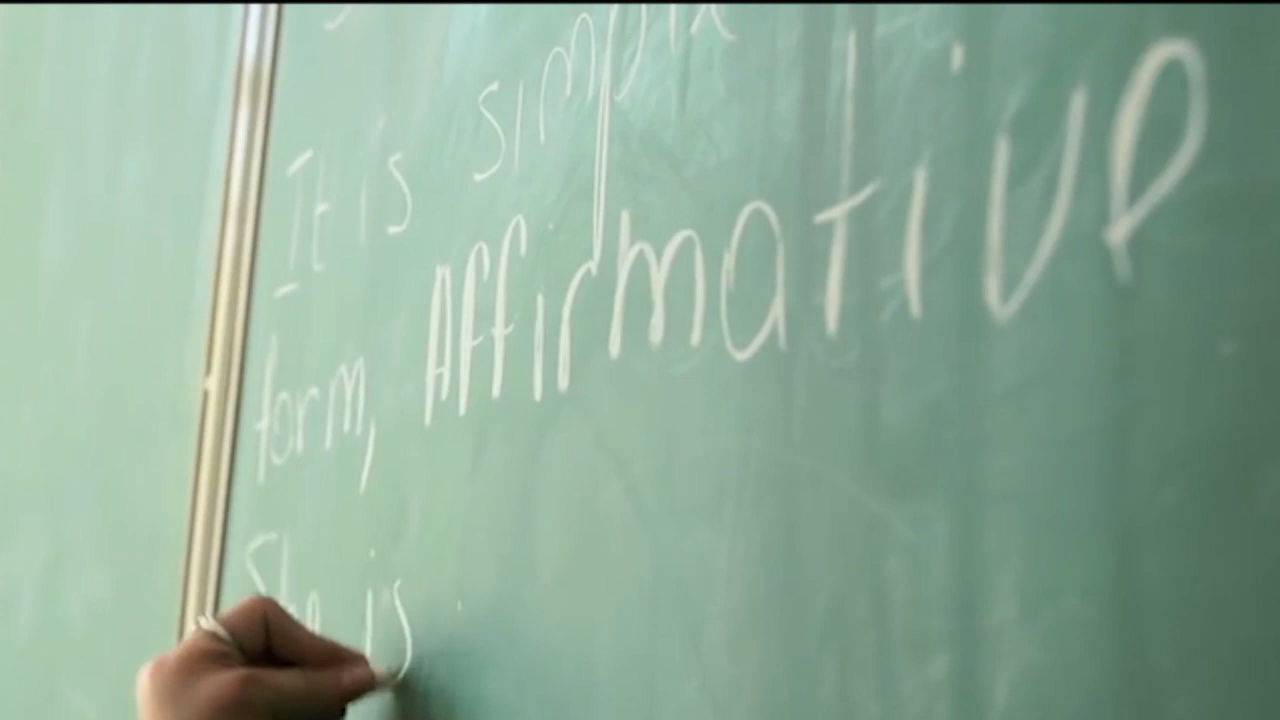 It is simple
form, Affirmative
She is